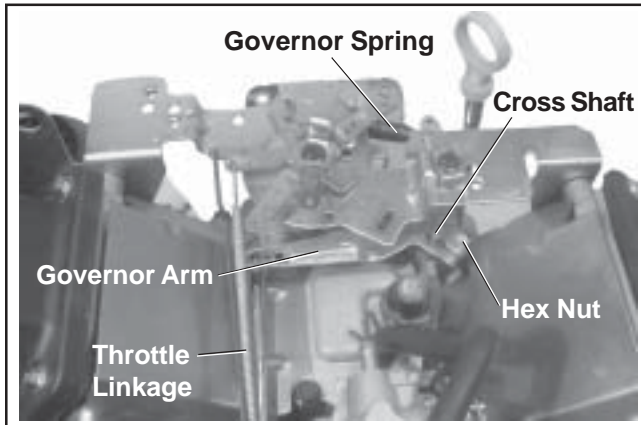 Governor Spring
Cross Shaft
Governor Arm
Hex Nut
Throttle
Linkage